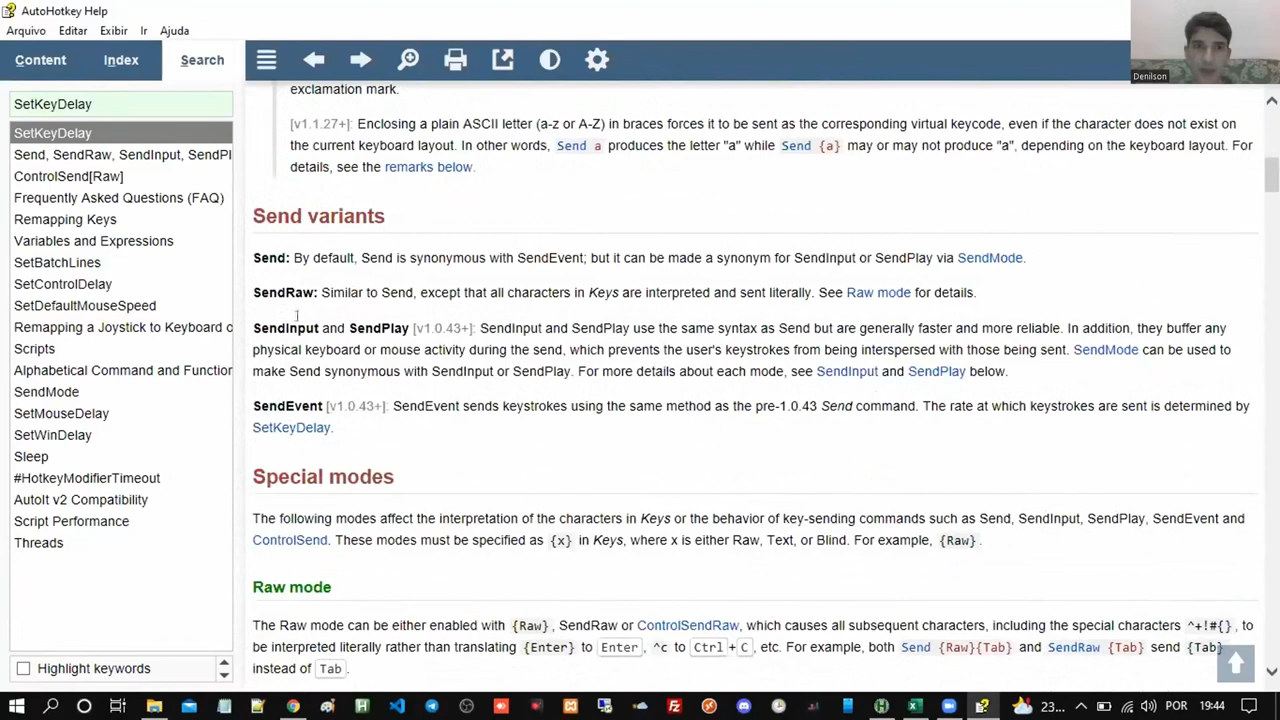 AutoHotkey Help
Arquivo Editar Exibir Ir Ajuda
Content Index Search
SetKeyDelay
SetKeyDelay
Send, SendRaw, SendInput, SendPl
ControlSend[Raw]
Frequently Asked Questions (FAQ)
Remapping Keys
Variables and Expressions
SetBatchLines
SetControlDelay
SetDefaultMouseSpeed
Remapping a Joystick to Keyboard o
Scripts
Alphabetical Command and Function
SendMode
SetMouseDelay
SetWinDelay
Sleep
#HotkeyModifierTimeout
AutoIt v2 Compatibility
Script Performance
Threads
Highlight keywords
exclamation mark.
[v1.1.27+]: Enclosing a plain ASCII letter (a-z or A-Z) in braces forces it to be sent as the corresponding virtual keycode, even if the character does not exist on
the current keyboard layout. In other words, Send a produces the letter "a" while Send {a} may or may not produce "a", depending on the keyboard layout. For
details, see the remarks below.
Send variants
Send: By default, Send is synonymous with SendEvent; but it can be made a synonym for SendInput or SendPlay via SendMode.
SendRaw: Similar to Send, except that all characters in Keys are interpreted and sent literally. See Raw mode for details.
SendInput and SendPlay [v1.0.43+]: SendInput and SendPlay use the same syntax as Send but are generally faster and more reliable. In addition, they buffer any
physical keyboard or mouse activity during the send, which prevents the user's keystrokes from being interspersed with those being sent. SendMode can be used to
make Send synonymous with SendInput or SendPlay. For more details about each mode, see SendInput and SendPlay below.
SendEvent [v1.0.43+]: SendEvent sends keystrokes using the same method as the pre-1.0.43 Send command. The rate at which keystrokes are sent is determined by
SetKeyDelay.
Special modes
The following modes affect the interpretation of the characters in Keys or the behavior of key-sending commands such as Send, SendInput, SendPlay, SendEvent and
ControlSend. These modes must be specified as {x} in Keys, where x is either Raw, Text, or Blind. For example, {Raw}.
Raw mode
The Raw mode can be either enabled with {Raw}, SendRaw or ControlSendRaw, which causes all subsequent characters, including the special characters ^+!#{}, to
be interpreted literally rather than translating {Enter} to Enter, ^c to Ctrl+C, etc. For example, both Send {Raw}{Tab} and SendRaw {Tab} send {Tab}
instead of Tab.
Denilson
23... POR 19:44